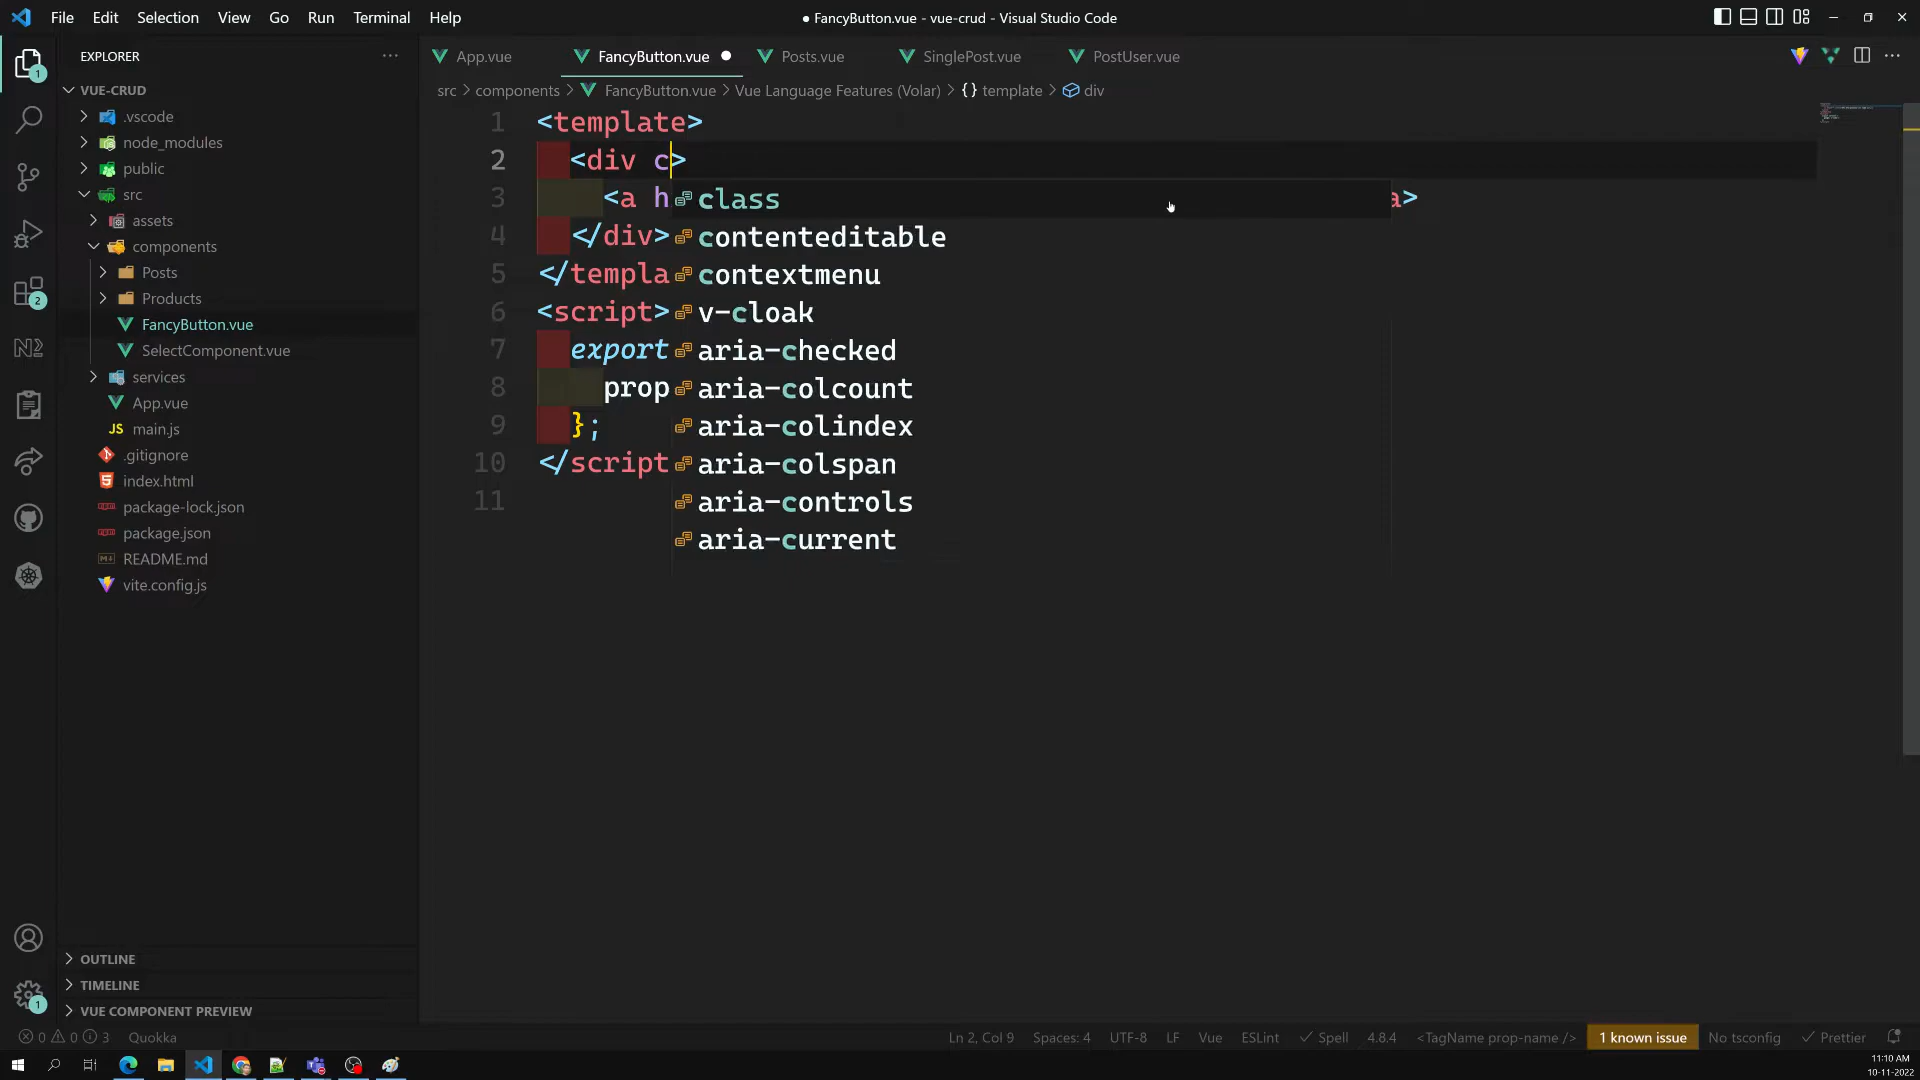 File Edit Selection View Go Run Terminal Help
● FancyButton.vue - vue-crud - Visual Studio Code
EXPLORER
VUE-CRUD
.vscode
node_modules
public
src
assets
components
Posts
Products
FancyButton.vue
SelectComponent.vue
services
App.vue
JS main.js
.gitignore
index.html
package-lock.json
package.json
README.md
vite.config.js
OUTLINE
TIMELINE
VUE COMPONENT PREVIEW
1
2
1
App.vue FancyButton.vue ● Posts.vue SinglePost.vue PostUser.vue
src > components > FancyButton.vue > Vue Language Features (Volar) > {} template > div
1 <template>
2 <div c>
3 <a h a>
4 </div>
5 </templa
6 <script>
7 export
8 prop
9 };
10 </script
11
class
contenteditable
contextmenu
v-cloak
aria-checked
aria-colcount
aria-colindex
aria-colspan
aria-controls
aria-current
0 0 3 Quokka
Ln 2, Col 9 Spaces: 4 UTF-8 LF Vue ESLint ✓ Spell 4.8.4 <TagName prop-name /> 1 known issue No tsconfig ✓ Prettier
11:10 AM
10-11-2022